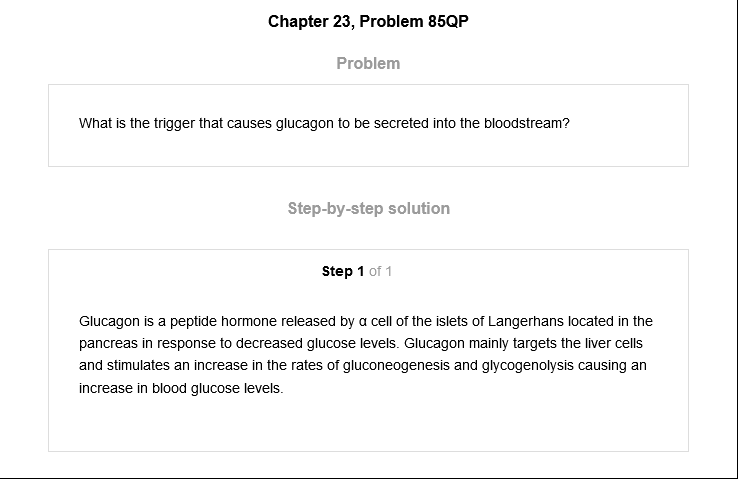 Chapter 23, Problem 85QP
Problem
What is the trigger that causes glucagon to be secreted into the bloodstream?
Step-by-step solution
Step 1 of 1
Glucagon is a peptide hormone released by α cell of the islets of Langerhans located in the
pancreas in response to decreased glucose levels. Glucagon mainly targets the liver cells
and stimulates an increase in the rates of gluconeogenesis and glycogenolysis causing an
increase in blood glucose levels.